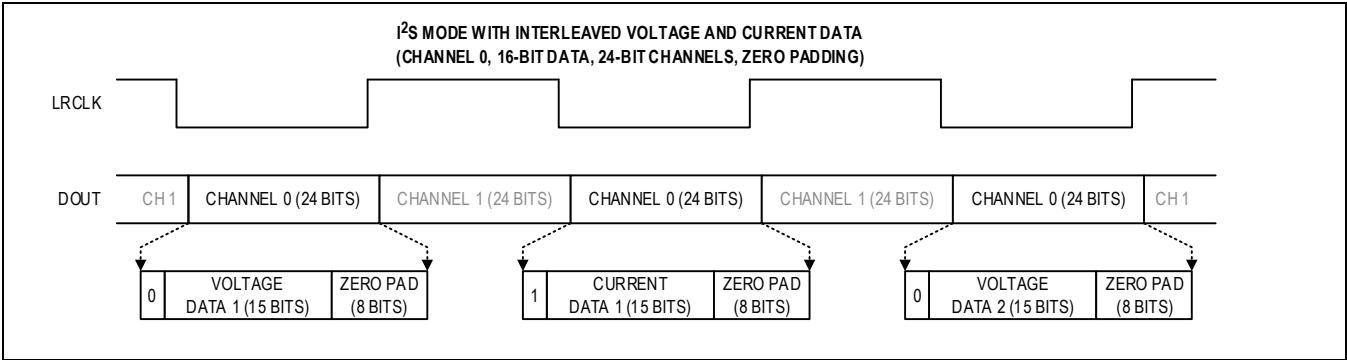 I²S MODE WITH INTERLEAVED VOLTAGE AND CURRENT DATA
(CHANNEL 0, 16-BIT DATA, 24-BIT CHANNELS, ZERO PADDING)
LRCLK
DOUT CH 1 CHANNEL 0 (24 BITS) CHANNEL 1 (24 BITS) CHANNEL 0 (24 BITS) CHANNEL 1 (24 BITS) CHANNEL 0 (24 BITS) CH 1
0 VOLTAGE DATA 1 (15 BITS) ZERO PAD (8 BITS)
1 CURRENT DATA 1 (15 BITS) ZERO PAD (8 BITS)
0 VOLTAGE DATA 2 (15 BITS) ZERO PAD (8 BITS)